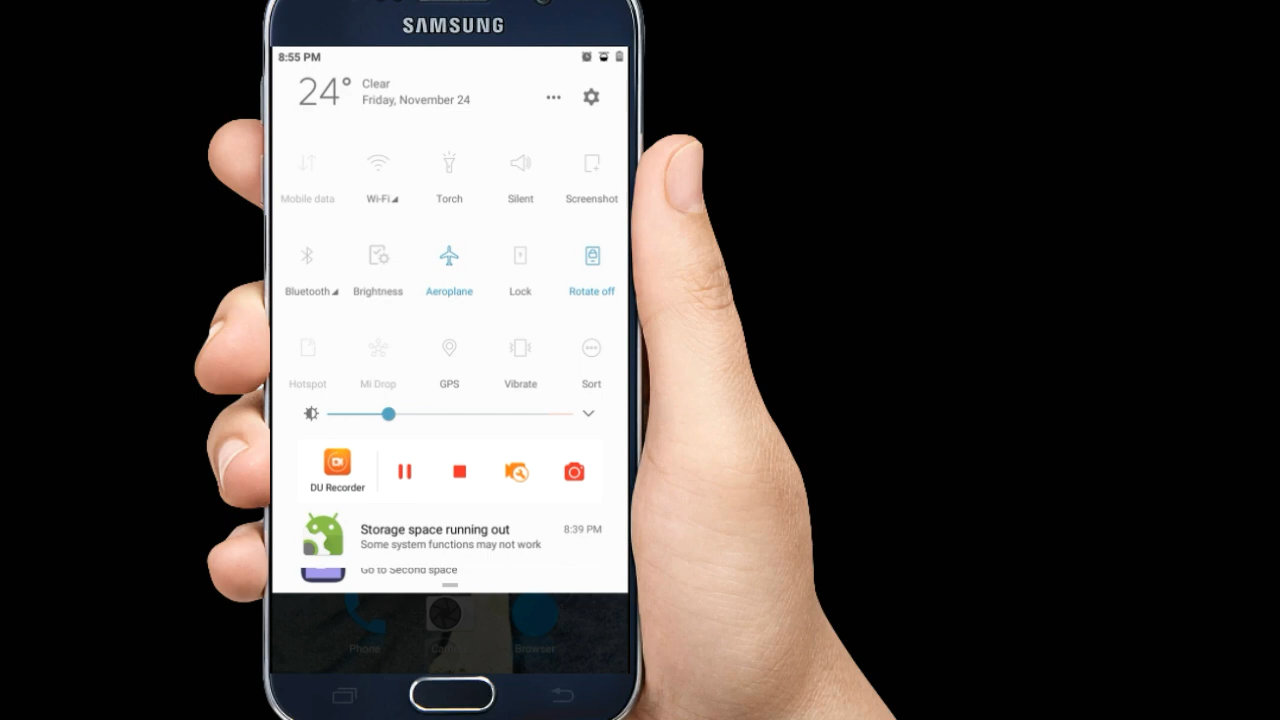 SAMSUNG
8:55 PM
24°
Clear
Friday, November 24
Mobile data
Wi-Fi
Torch
Silent
Screenshot
Bluetooth
Brightness
Aeroplane
Lock
Rotate off
Hotspot
Mi Drop
GPS
Vibrate
Sort
DU Recorder
Storage space running out
8:39 PM
Some system functions may not work
Go to Second space
Phone
Browser